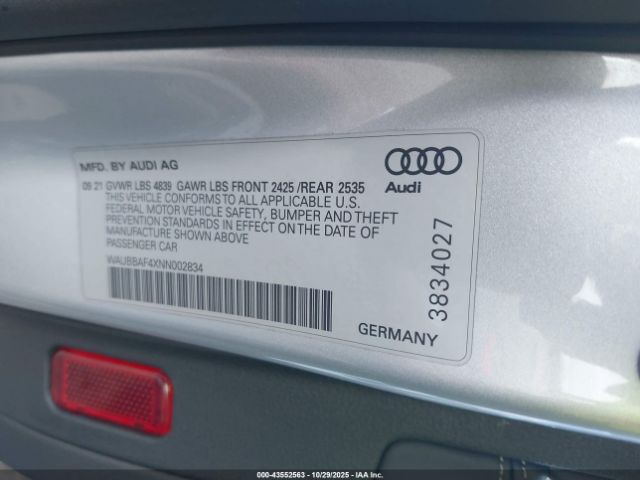 MFD. BY AUDI AG
Audi
09 21 GVWR LBS 4839 GAWR LBS FRONT 2425 /REAR 2535
THIS VEHICLE CONFORMS TO ALL APPLICABLE U.S.
FEDERAL MOTOR VEHICLE SAFETY, BUMPER AND THEFT
PREVENTION STANDARDS IN EFFECT ON THE DATE OF
MANUFACTURE SHOWN ABOVE
PASSENGER CAR
WAUBBAF4XNN002834
3834027
GERMANY
000-43552563 - 10/29/2025 - IAAI.COM